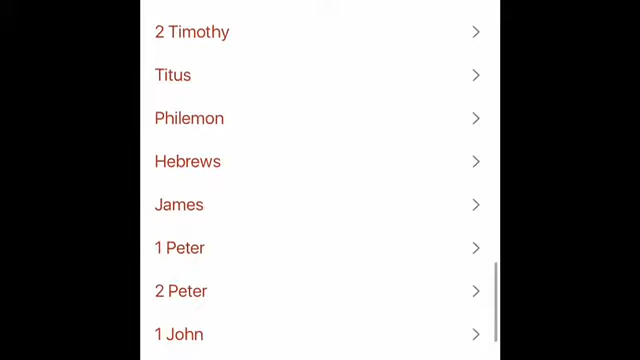 2 Timothy
Titus
Philemon
Hebrews
James
1 Peter
2 Peter
1 John